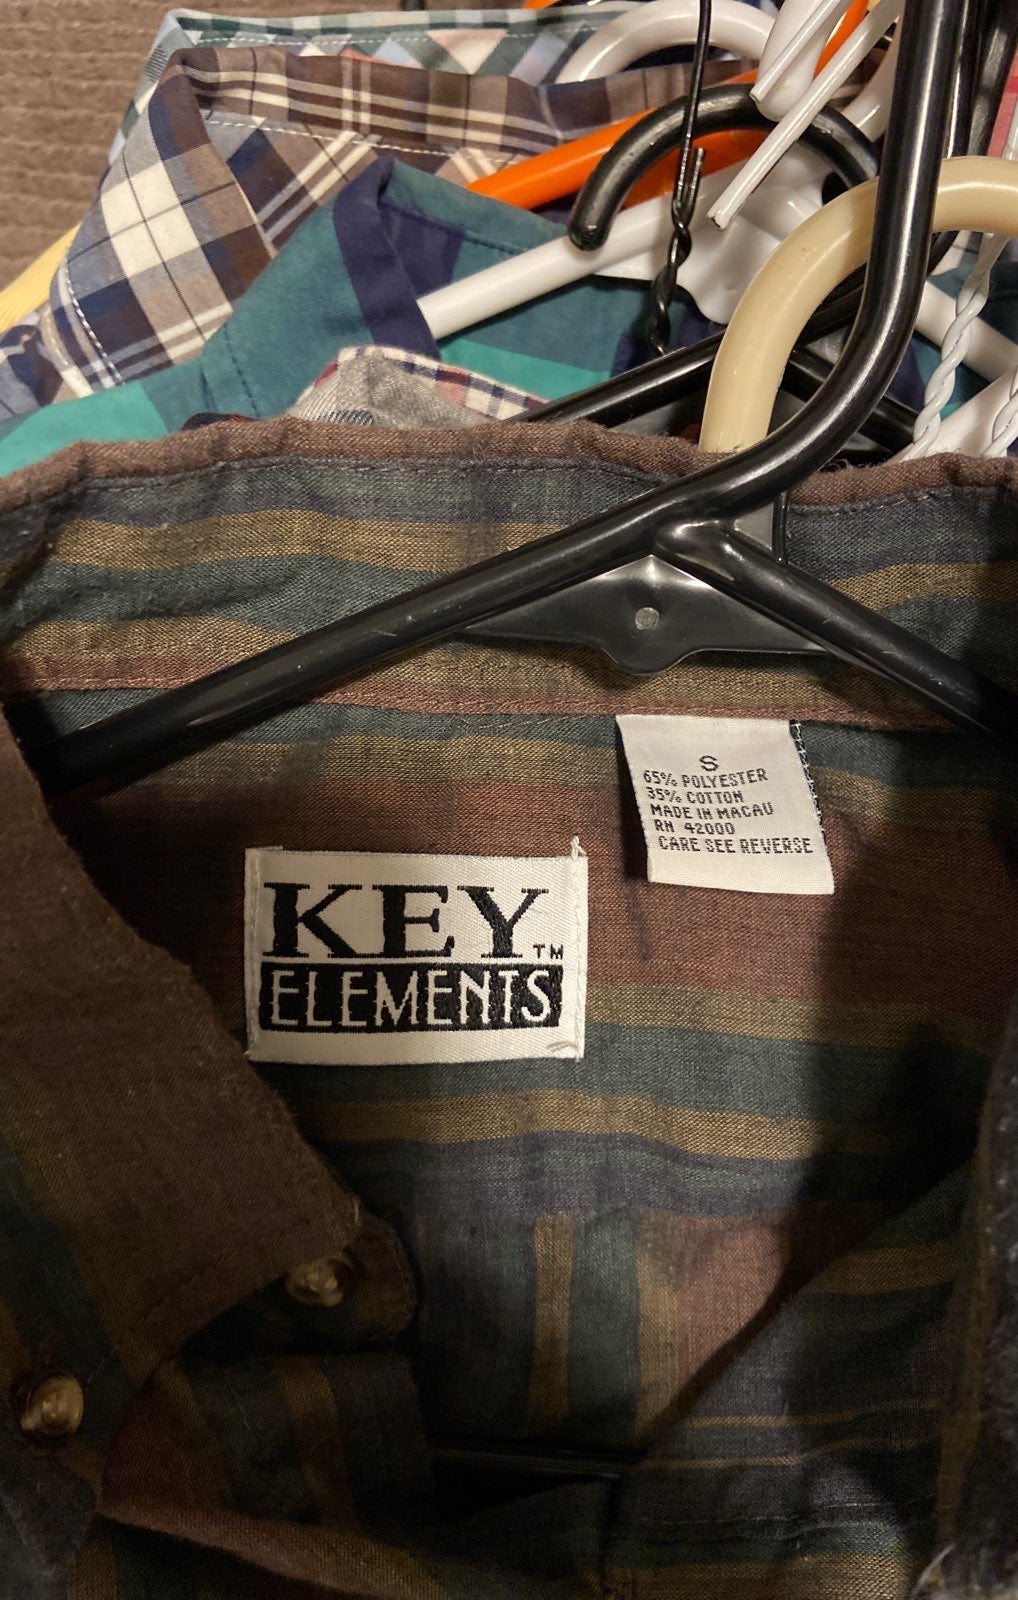 S
65% POLYESTER
35% COTTON
MADE IN MACAU
RN 42000
CARE SEE REVERSE
KEY™
ELEMENTS